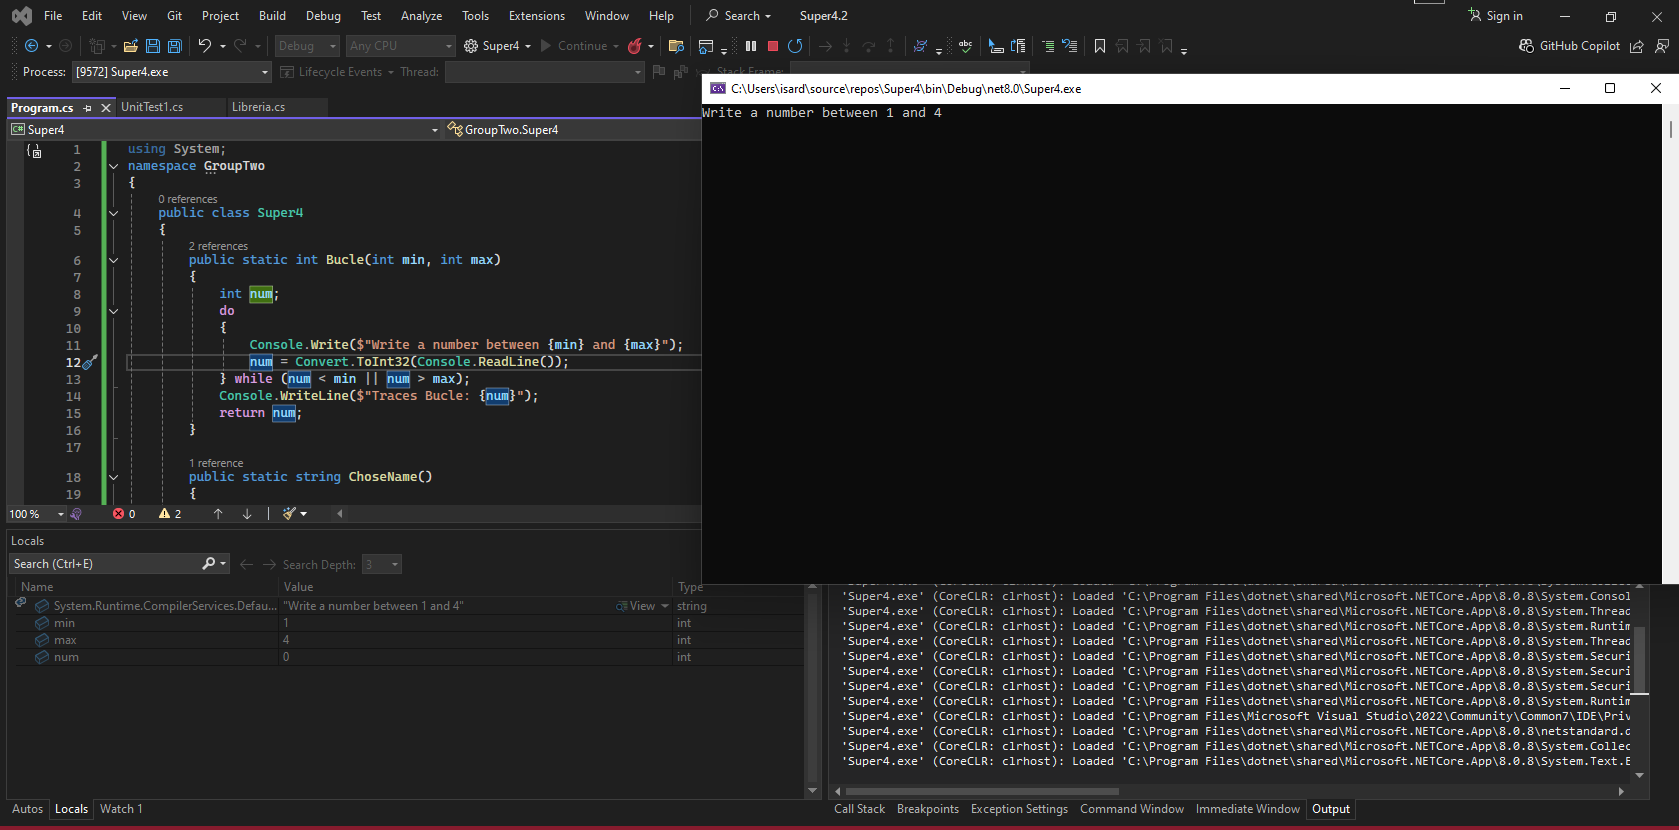 File Edit View Git Project Build Debug Test Analyze Tools Extensions Window Help Search Super4.2 Sign in
Debug Any CPU Super4 Continue abc GitHub Copilot
Process: [9572] Super4.exe Lifecycle Events Thread: Stack Frame:
C:\Users\isard\source\repos\Super4\bin\Debug\net8.0\Super4.exe
Write a number between 1 and 4
Program.cs UnitTest1.cs Libreria.cs
C# Super4 GroupTwo.Super4
1 using System;
2 namespace GroupTwo
3 {
0 references
4 public class Super4
5 {
2 references
6 public static int Bucle(int min, int max)
7 {
8 int num;
9 do
10 {
11 Console.Write($"Write a number between {min} and {max}");
12 num = Convert.ToInt32(Console.ReadLine());
13 } while (num < min || num > max);
14 Console.WriteLine($"Traces Bucle: {num}");
15 return num;
16 }
17
1 reference
18 public static string ChoseName()
19 {
100 % 0 2
Locals
Search (Ctrl+E) Search Depth: 3
Name Value Type
System.Runtime.CompilerServices.Defau... "Write a number between 1 and 4" View string
min 1 int
max 4 int
num 0 int
Autos Locals Watch 1
'Super4.exe' (CoreCLR: clrhost): Loaded 'C:\Program Files\dotnet\shared\Microsoft.NETCore.App\8.0.8\System.Consol
'Super4.exe' (CoreCLR: clrhost): Loaded 'C:\Program Files\dotnet\shared\Microsoft.NETCore.App\8.0.8\System.Thread
'Super4.exe' (CoreCLR: clrhost): Loaded 'C:\Program Files\dotnet\shared\Microsoft.NETCore.App\8.0.8\System.Runtim
'Super4.exe' (CoreCLR: clrhost): Loaded 'C:\Program Files\dotnet\shared\Microsoft.NETCore.App\8.0.8\System.Thread
'Super4.exe' (CoreCLR: clrhost): Loaded 'C:\Program Files\dotnet\shared\Microsoft.NETCore.App\8.0.8\System.Securi
'Super4.exe' (CoreCLR: clrhost): Loaded 'C:\Program Files\dotnet\shared\Microsoft.NETCore.App\8.0.8\System.Securi
'Super4.exe' (CoreCLR: clrhost): Loaded 'C:\Program Files\dotnet\shared\Microsoft.NETCore.App\8.0.8\System.Securi
'Super4.exe' (CoreCLR: clrhost): Loaded 'C:\Program Files\dotnet\shared\Microsoft.NETCore.App\8.0.8\System.Runtim
'Super4.exe' (CoreCLR: clrhost): Loaded 'C:\Program Files\Microsoft Visual Studio\2022\Community\Common7\IDE\Priv
'Super4.exe' (CoreCLR: clrhost): Loaded 'C:\Program Files\dotnet\shared\Microsoft.NETCore.App\8.0.8\netstandard.d
'Super4.exe' (CoreCLR: clrhost): Loaded 'C:\Program Files\dotnet\shared\Microsoft.NETCore.App\8.0.8\System.Collec
'Super4.exe' (CoreCLR: clrhost): Loaded 'C:\Program Files\dotnet\shared\Microsoft.NETCore.App\8.0.8\System.Text.E
Call Stack Breakpoints Exception Settings Command Window Immediate Window Output